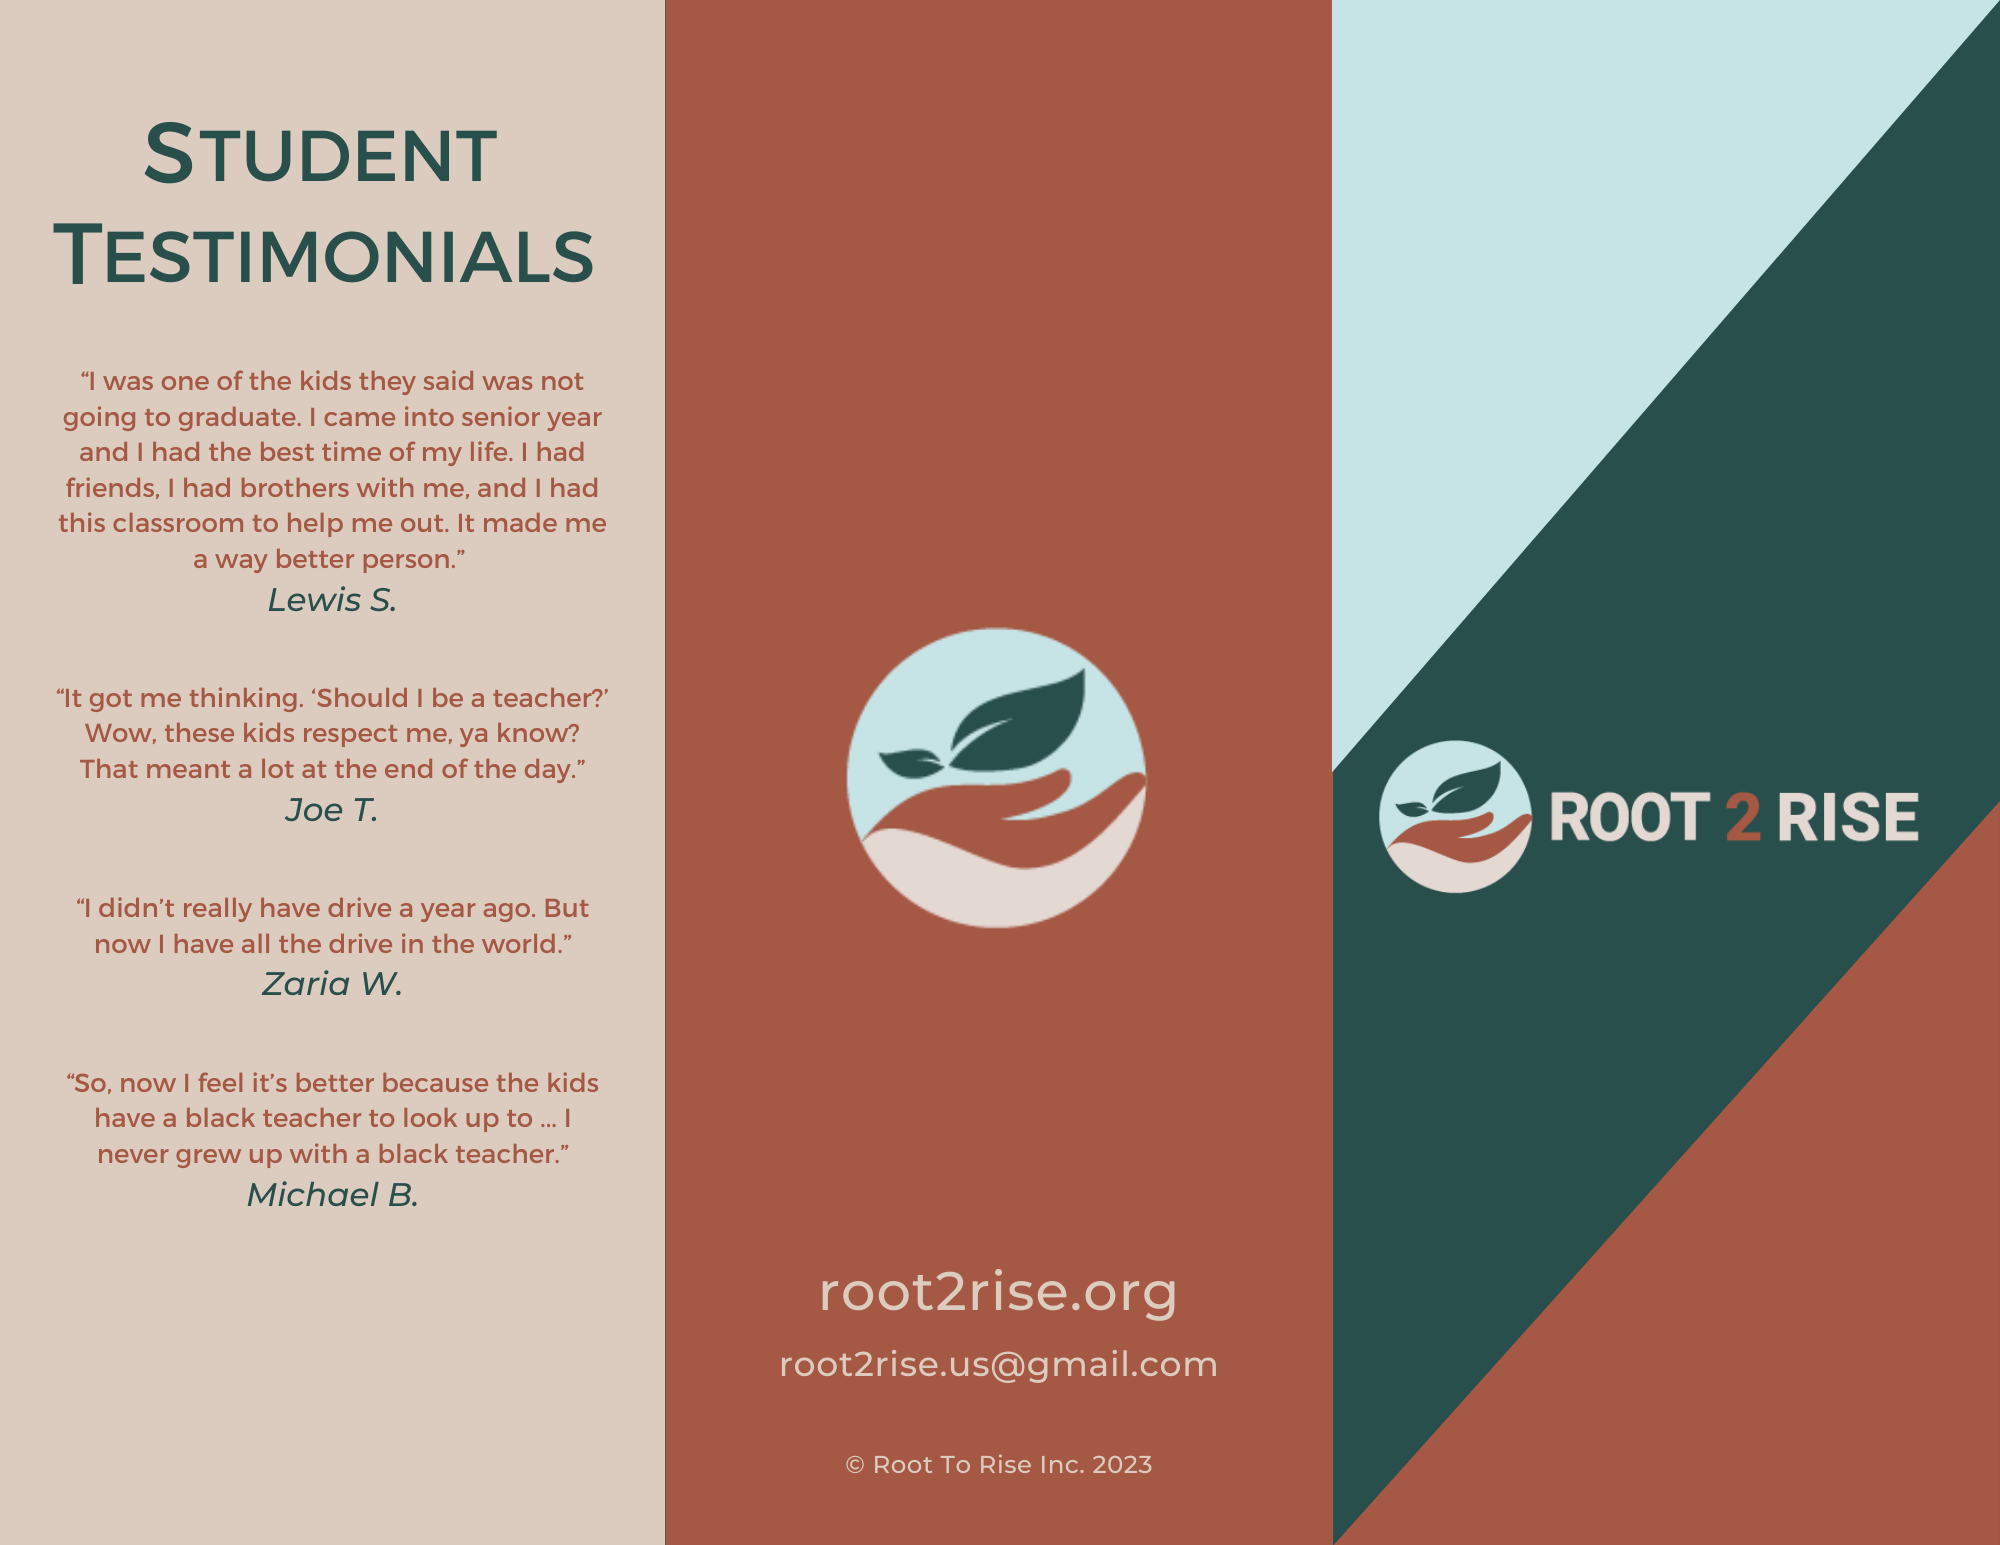 STUDENT
TESTIMONIALS
“I was one of the kids they said was not
going to graduate. I came into senior year
and I had the best time of my life. I had
friends, I had brothers with me, and I had
this classroom to help me out. It made me
a way better person.”
Lewis S.
“It got me thinking. ‘Should I be a teacher?’
Wow, these kids respect me, ya know?
That meant a lot at the end of the day.”
Joe T.
“I didn’t really have drive a year ago. But
now I have all the drive in the world.”
Zaria W.
“So, now I feel it’s better because the kids
have a black teacher to look up to ... I
never grew up with a black teacher.”
Michael B.
root2rise.org
root2rise.us@gmail.com
© Root To Rise Inc. 2023
ROOT 2 RISE